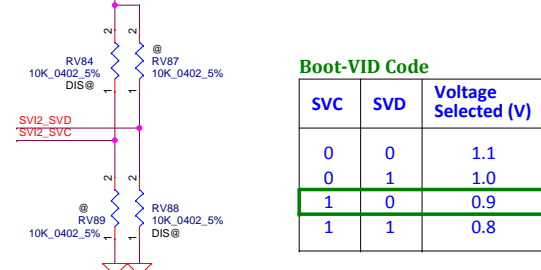 2
2
@
RV84
RV87
10K_0402_5%
10K_0402_5%
DIS@
1
1
SVI2_SVD
SVI2_SVC
2
2
@
RV88
RV89
10K_0402_5%
10K_0402_5%
DIS@
1
1
Boot-VID Code
SVC SVD Voltage Selected (V)
0 0 1.1
0 1 1.0
1 0 0.9
1 1 0.8